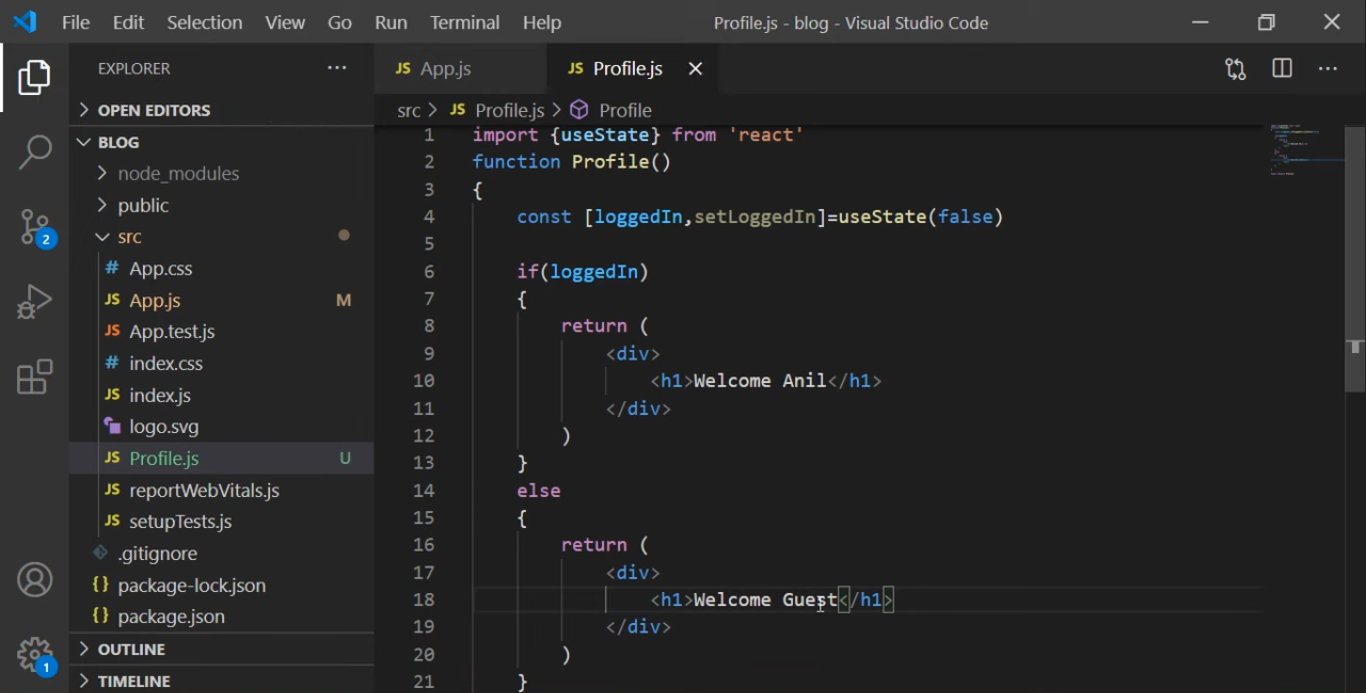 File Edit Selection View Go Run Terminal Help Profile.js - blog - Visual Studio Code
EXPLORER ...
JS App.js JS Profile.js
OPEN EDITORS
src > JS Profile.js > Profile
BLOG
node_modules
public
src
# App.css
JS App.js M
JS App.test.js
# index.css
JS index.js
logo.svg
JS Profile.js U
JS reportWebVitals.js
JS setupTests.js
.gitignore
{} package-lock.json
{} package.json
OUTLINE
TIMELINE
2
1
1 import {useState} from 'react'
2 function Profile()
3 {
4 const [loggedIn,setLoggedIn]=useState(false)
5
6 if(loggedIn)
7 {
8 return (
9 <div>
10 <h1>Welcome Anil</h1>
11 </div>
12 )
13 }
14 else
15 {
16 return (
17 <div>
18 <h1>Welcome Guest</h1>
19 </div>
20 )
21 }